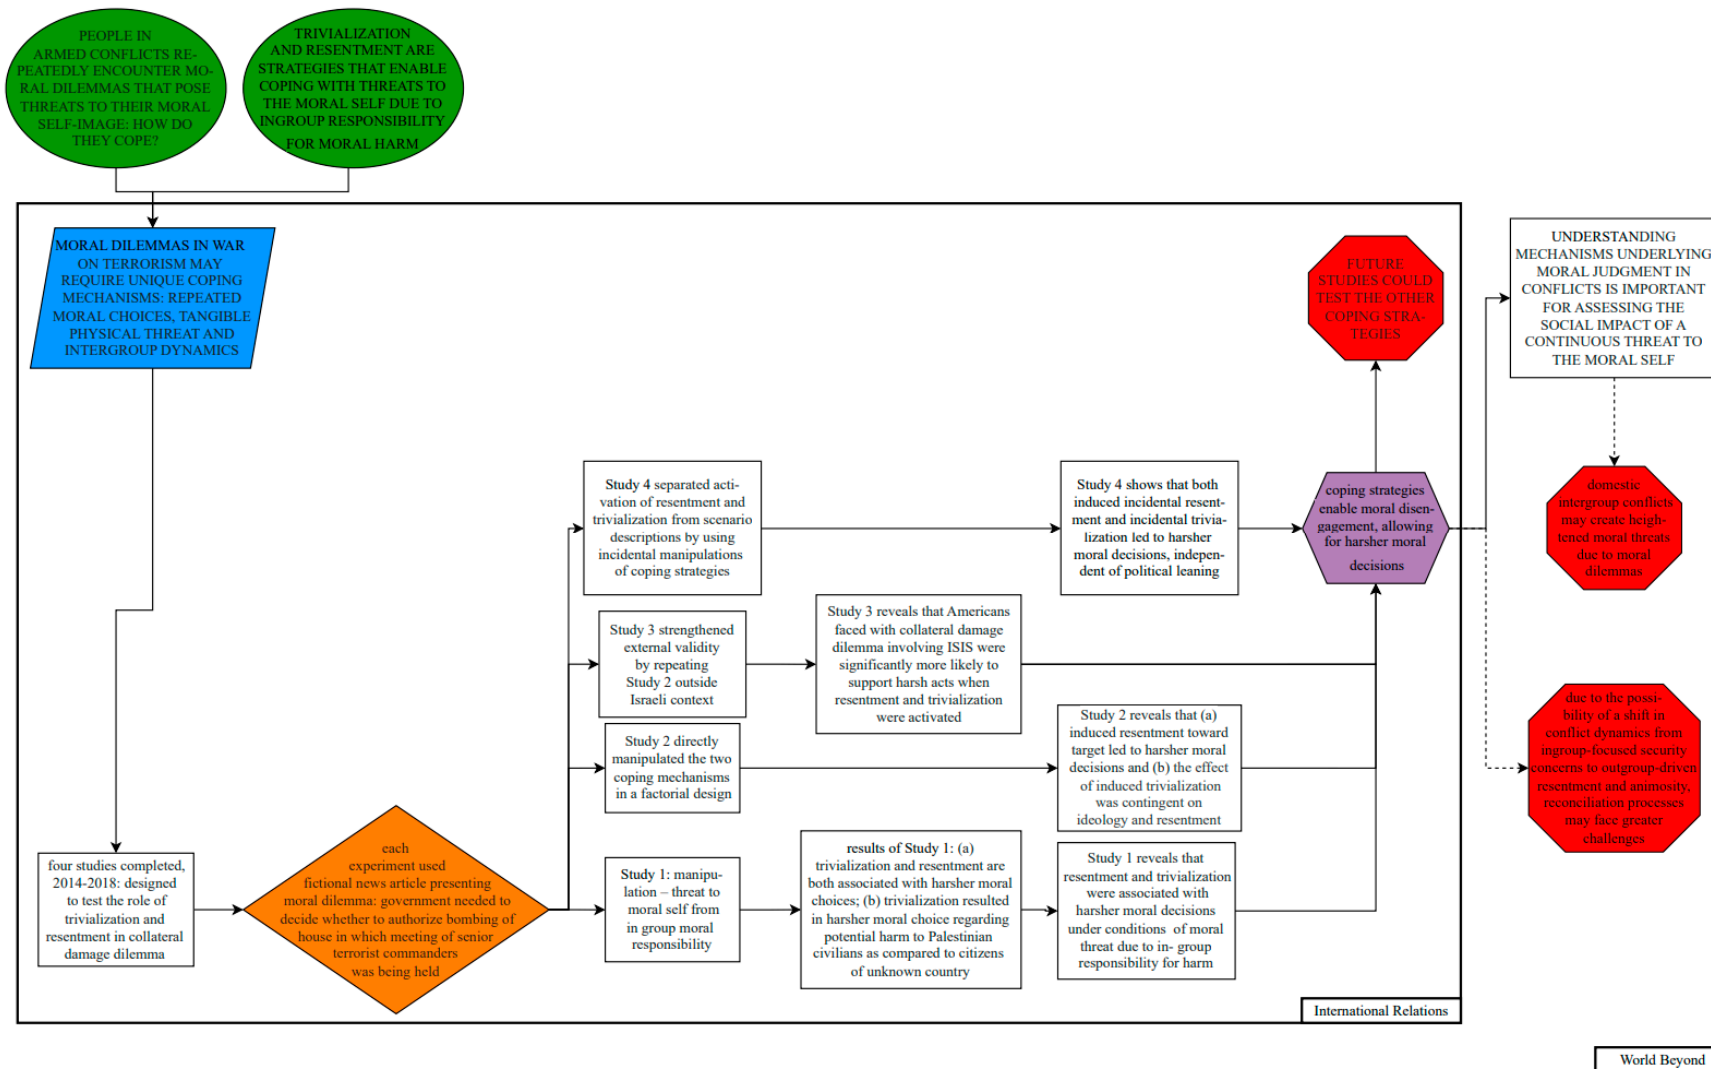 PEOPLE IN
ARMED CONFLICTS RE-
PEATEDLY ENCOUNTER MO-
RAL DILEMMAS THAT POSE
THREATS TO THEIR MORAL
SELF-IMAGE: HOW DO
THEY COPE?
TRIVIALIZATION
AND RESENTMENT ARE
STRATEGIES THAT ENABLE
COPING WITH THREATS TO
THE MORAL SELF DUE TO
INGROUP RESPONSIBILITY
FOR MORAL HARM
MORAL DILEMMAS IN WAR
ON TERRORISM MAY
REQUIRE UNIQUE COPING
MECHANISMS: REPEATED
MORAL CHOICES, TANGIBLE
PHYSICAL THREAT AND
INTERGROUP DYNAMICS
FUTURE
STUDIES COULD
TEST THE OTHER
COPING STRA-
TEGIES
UNDERSTANDING
MECHANISMS UNDERLYING
MORAL JUDGMENT IN
CONFLICTS IS IMPORTANT
FOR ASSESSING THE
SOCIAL IMPACT OF A
CONTINUOUS THREAT TO
THE MORAL SELF
Study 4 separated acti-
vation of resentment and
trivialization from scenario
descriptions by using
incidental manipulations
of coping strategies
Study 4 shows that both
induced incidental resent-
ment and incidental trivia-
lization led to harsher
moral decisions, indepen-
dent of political leaning
coping strategies
enable moral disen-
gagement, allowing
for harsher moral
decisions
domestic
intergroup conflicts
may create heigh-
tened moral threats
due to moral
dilemmas
Study 3 strengthened
external validity
by repeating
Study 2 outside
Israeli context
Study 3 reveals that Americans
faced with collateral damage
dilemma involving ISIS were
significantly more likely to
support harsh acts when
resentment and trivialization
were activated
Study 2 directly
manipulated the two
coping mechanisms
in a factorial design
Study 2 reveals that (a)
induced resentment toward
target led to harsher moral
decisions and (b) the effect
of induced trivialization
was contingent on
ideology and resentment
due to the possi-
bility of a shift in
conflict dynamics from
ingroup-focused security
concerns to outgroup-driven
resentment and animosity,
reconciliation processes
may face greater
challenges
four studies completed,
2014-2018: designed
to test the role of
trivialization and
resentment in collateral
damage dilemma
each
experiment used
fictional news article presenting
moral dilemma: government needed to
decide whether to authorize bombing of
house in which meeting of senior
terrorist commanders
was being held
Study 1: manipu-
lation – threat to
moral self from
in group moral
responsibility
results of Study 1: (a)
trivialization and resentment are
both associated with harsher moral
choices; (b) trivialization resulted
in harsher moral choice regarding
potential harm to Palestinian
civilians as compared to citizens
of unknown country
Study 1 reveals that
resentment and trivialization
were associated with
harsher moral decisions
under conditions of moral
threat due to in- group
responsibility for harm
International Relations
World Beyond